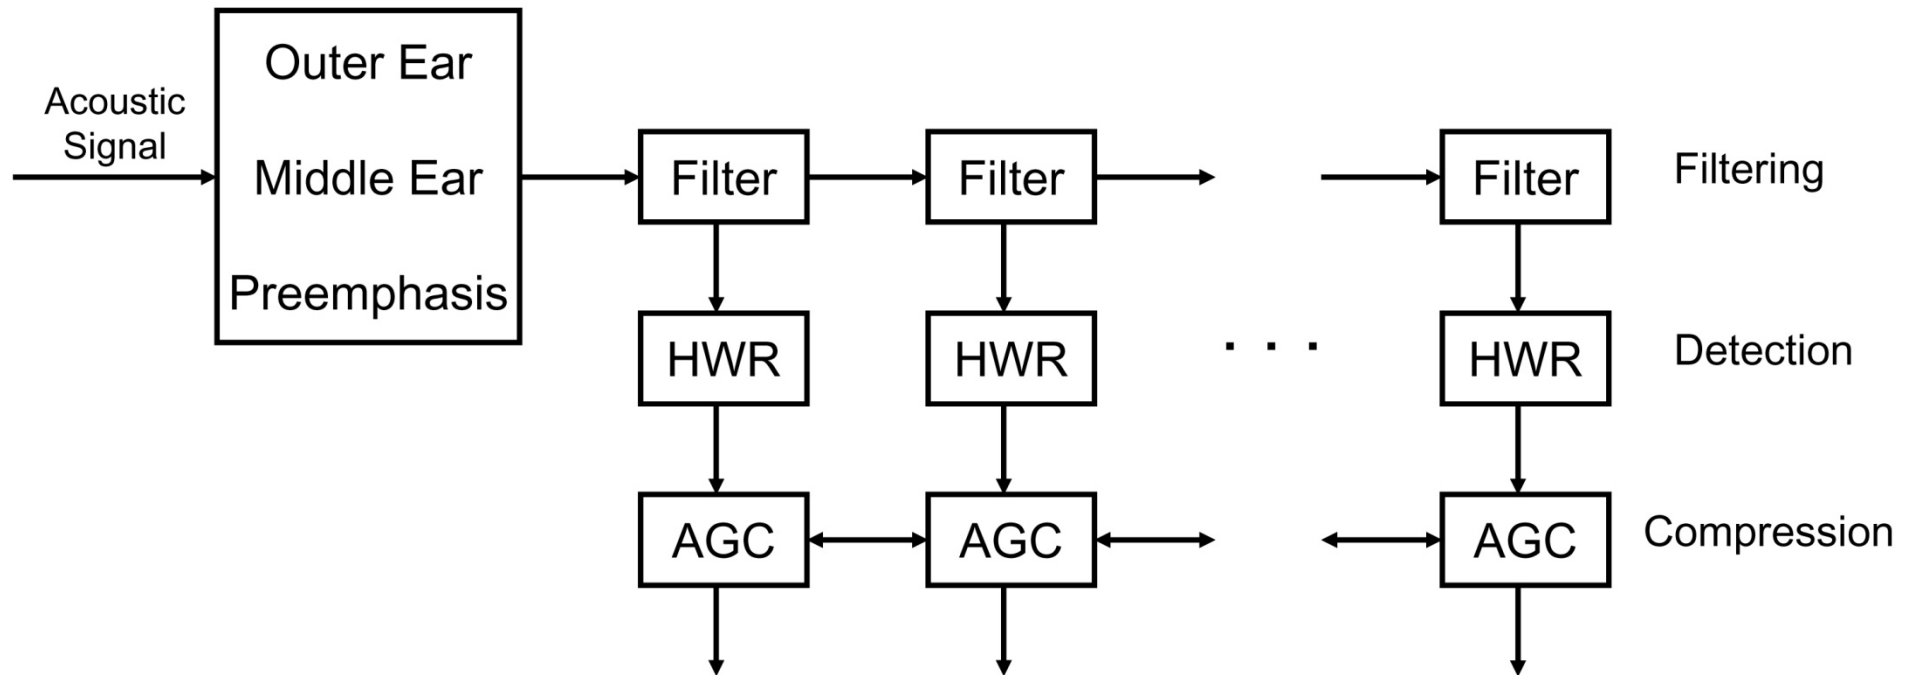 Acoustic
Signal
Outer Ear
Middle Ear
Preemphasis
Filter
Filter
Filter
Filtering
HWR
HWR
. . .
HWR
Detection
AGC
AGC
AGC
Compression